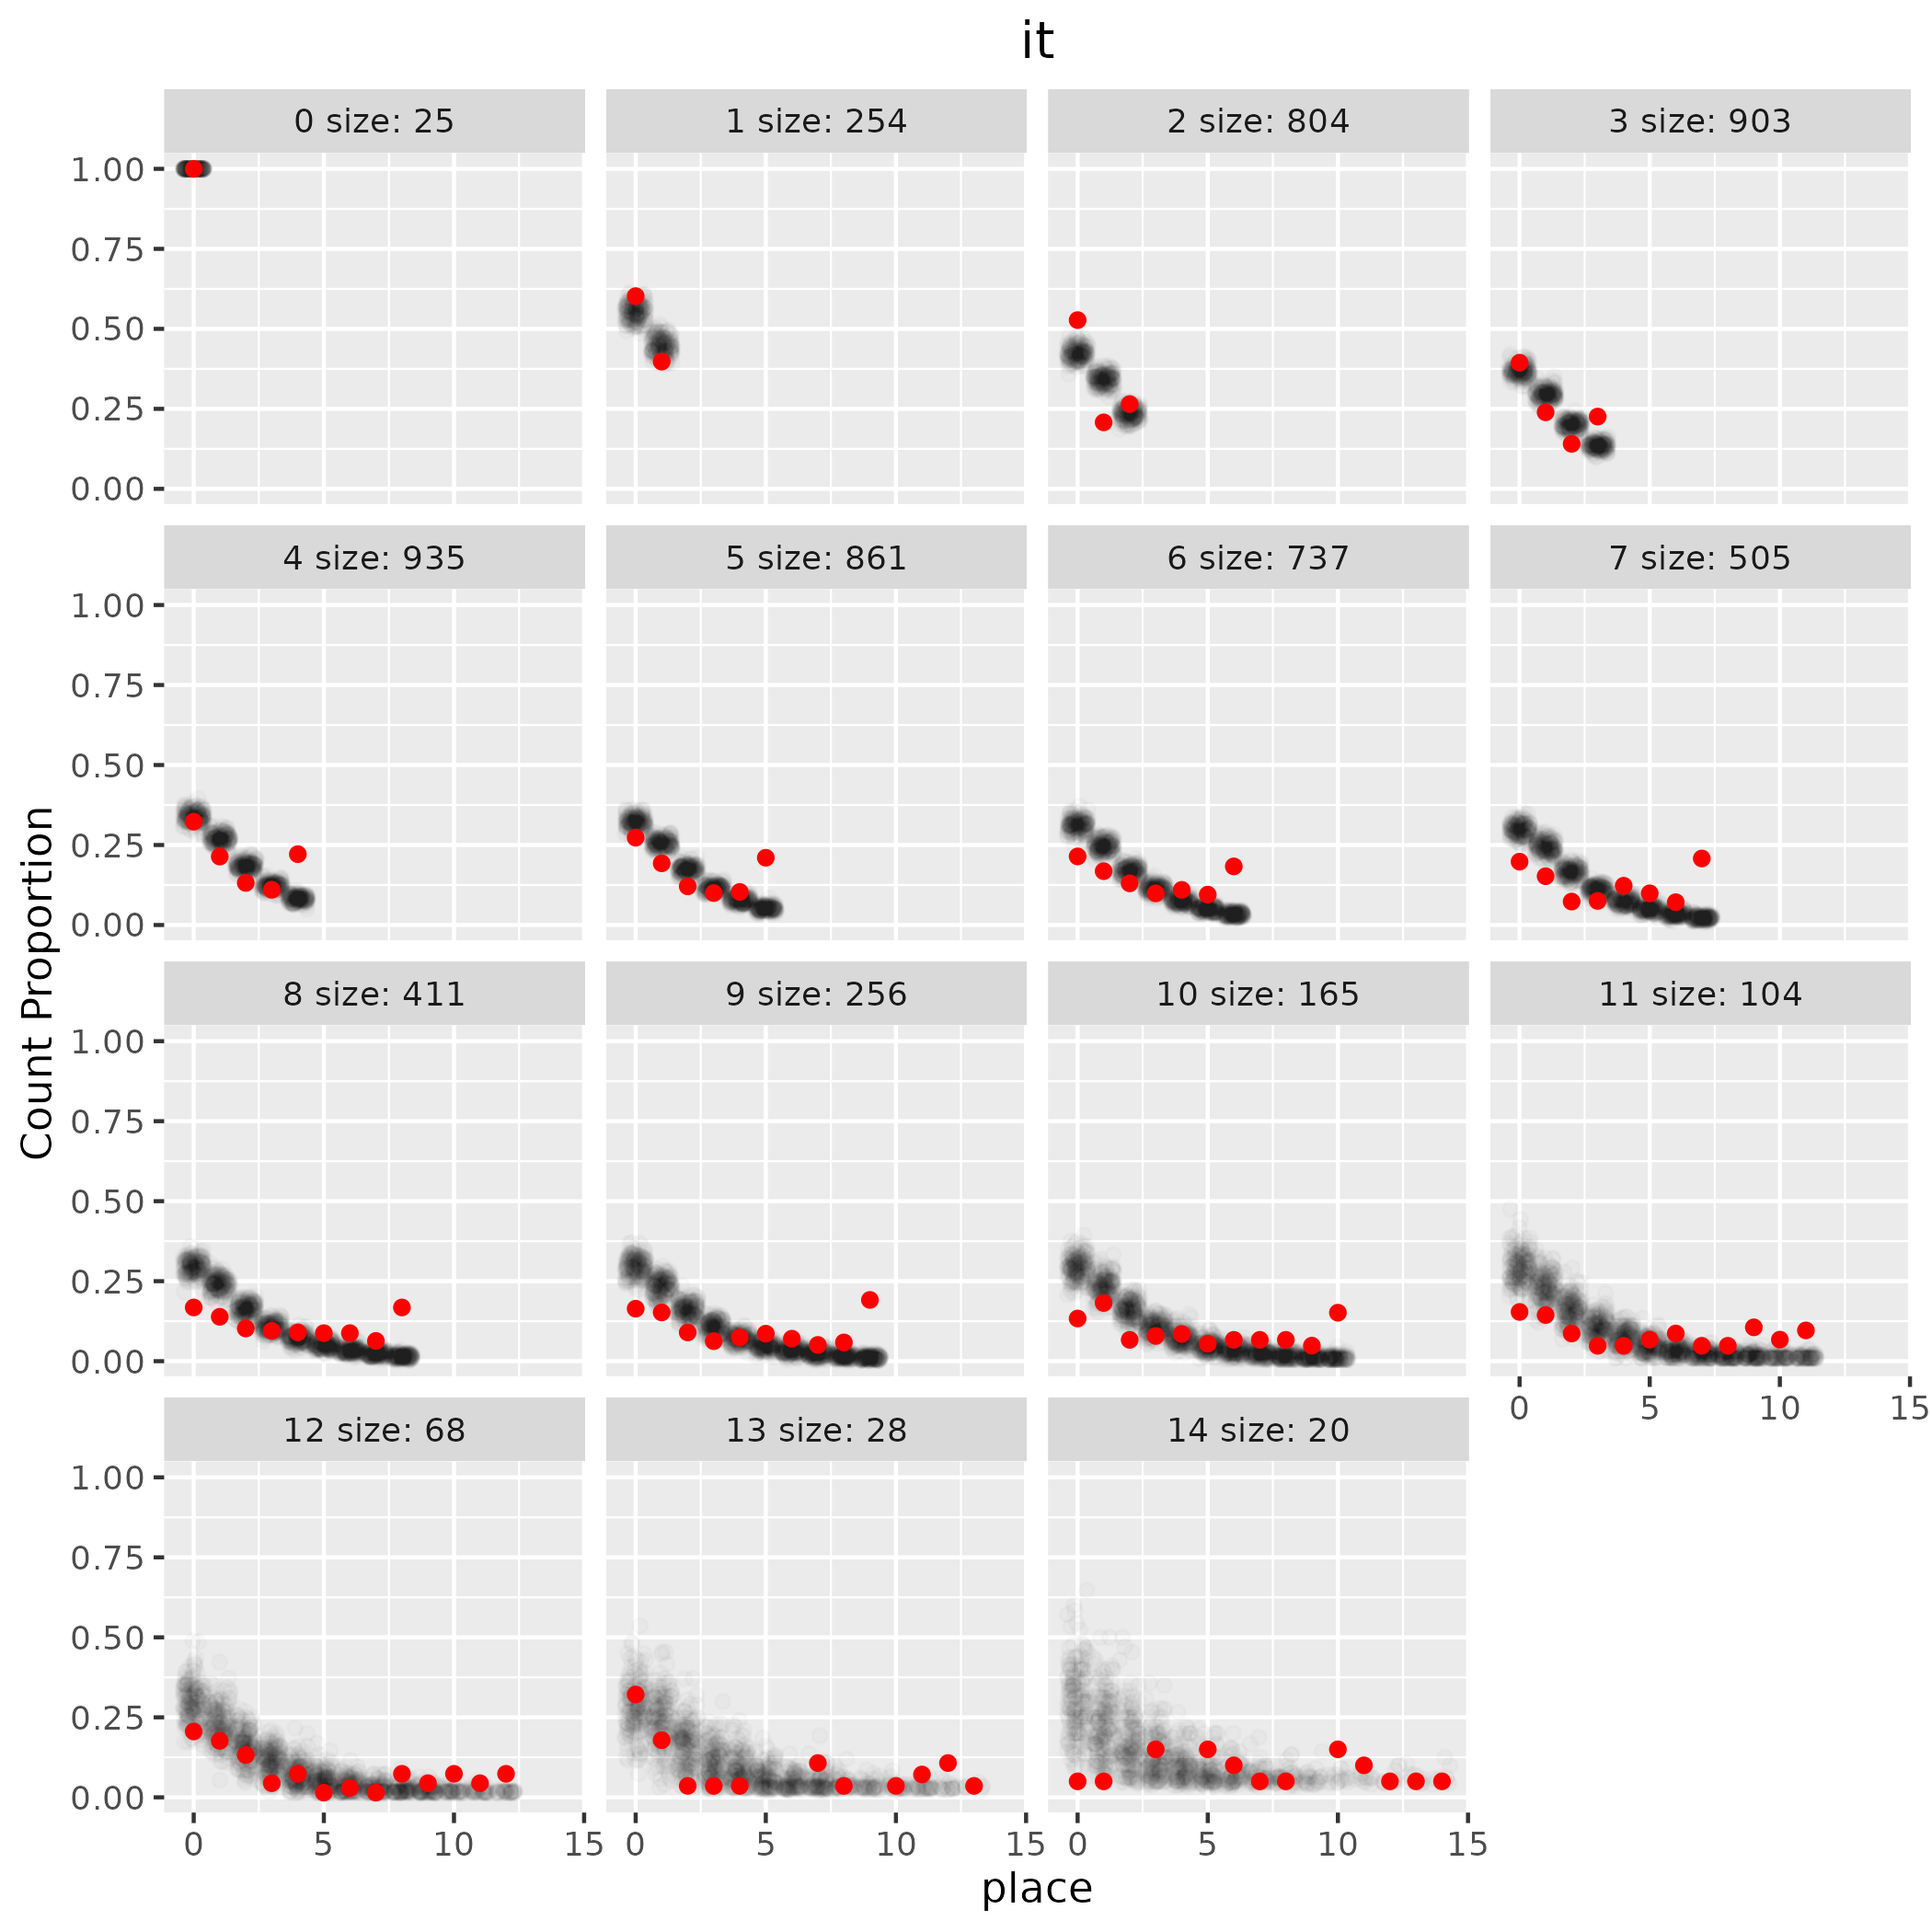 it
0 size: 25
1 size: 254
2 size: 804
3 size: 903
1.00
0.75
0.50
0.25
0.00
4 size: 935
5 size: 861
6 size: 737
7 size: 505
1.00
0.75
0.50
0.25
0.00
Count Proportion
8 size: 411
9 size: 256
10 size: 165
11 size: 104
1.00
0.75
0.50
0.25
0.00
0 5 10 15
12 size: 68
13 size: 28
14 size: 20
1.00
0.75
0.50
0.25
0.00
0 5 10 15
0 5 10 15
0 5 10 15
place